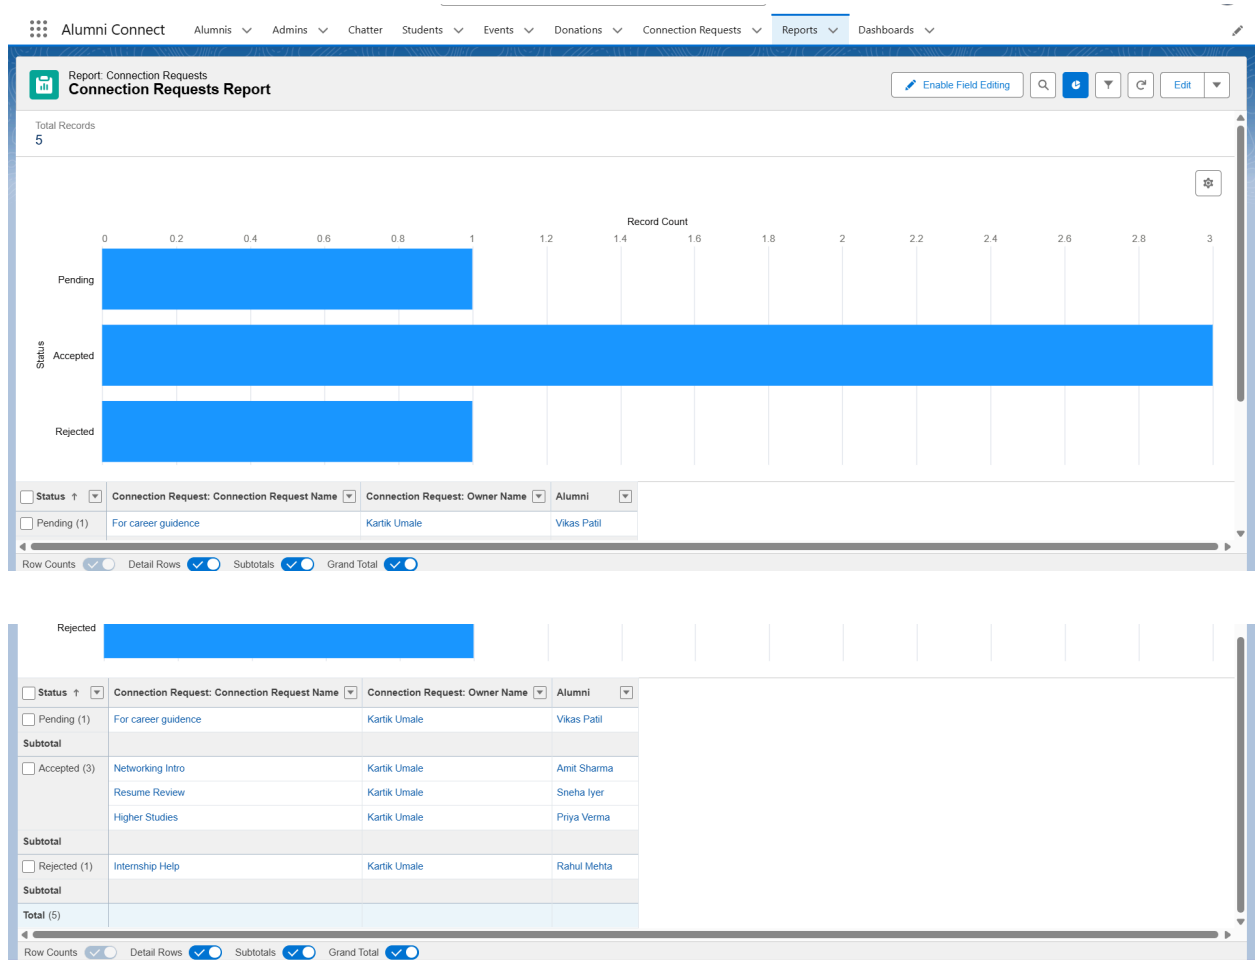 Alumni Connect Alumnis Admins Chatter Students Events Donations Connection Requests Reports Dashboards
Report: Connection Requests
Connection Requests Report
Enable Field Editing Edit
Total Records
5
Record Count
0 0.2 0.4 0.6 0.8 1 1.2 1.4 1.6 1.8 2 2.2 2.4 2.6 2.8 3
Pending
Status
Accepted
Rejected
Status ↑ Connection Request: Connection Request Name Connection Request: Owner Name Alumni
Pending (1) For career guidence Kartik Umale Vikas Patil
Row Counts Detail Rows Subtotals Grand Total
Rejected
Status ↑ Connection Request: Connection Request Name Connection Request: Owner Name Alumni
Pending (1) For career guidence Kartik Umale Vikas Patil
Subtotal
Accepted (3) Networking Intro Kartik Umale Amit Sharma
Resume Review Kartik Umale Sneha Iyer
Higher Studies Kartik Umale Priya Verma
Subtotal
Rejected (1) Internship Help Kartik Umale Rahul Mehta
Subtotal
Total (5)
Row Counts Detail Rows Subtotals Grand Total